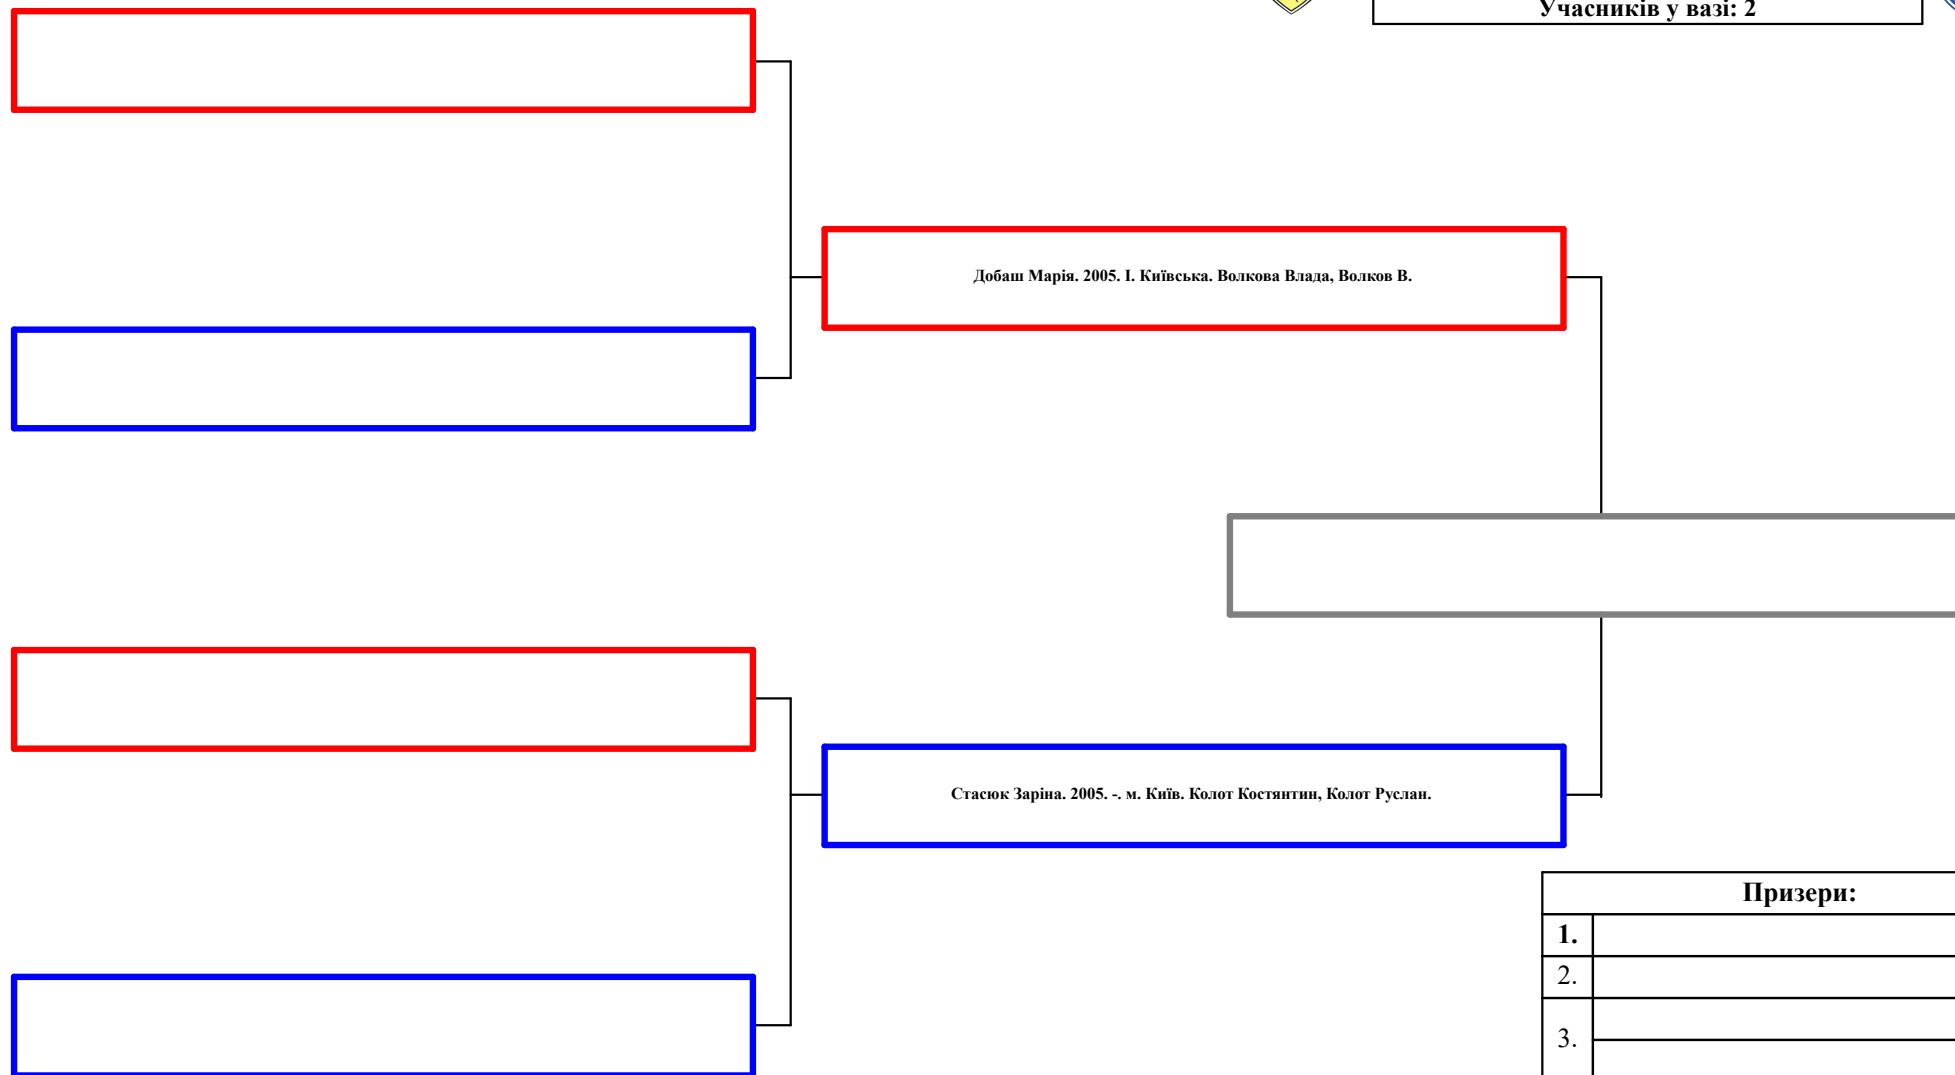 Учасників у вазі: 2
Добаш Марія. 2005. І. Київська. Волкова Влада, Волков В.
Стасюк Заріна. 2005. -. м. Київ. Колот Костянтин, Колот Руслан.
Призери:
1.
2.
3.